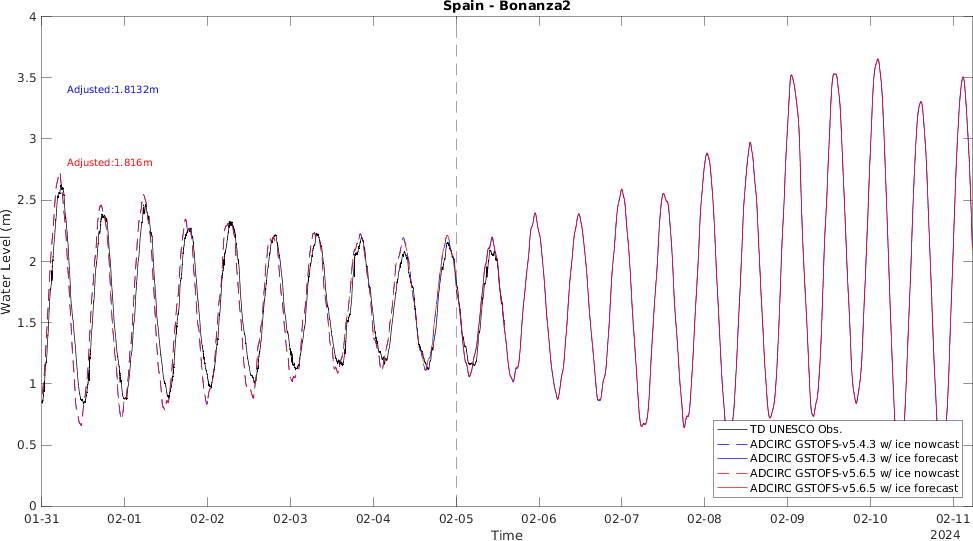 Spain - Bonanza2
4
3.5
3
2.5
2
1.5
1
0.5
0
Water Level (m)
Adjusted:1.8132m
Adjusted:1.816m
TD UNESCO Obs.
ADCIRC GSTOFS-v5.4.3 w/ ice nowcast
ADCIRC GSTOFS-v5.4.3 w/ ice forecast
ADCIRC GSTOFS-v5.6.5 w/ ice nowcast
ADCIRC GSTOFS-v5.6.5 w/ ice forecast
01-31 02-01 02-02 02-03 02-04 02-05 02-06 02-07 02-08 02-09 02-10 02-11
Time 2024